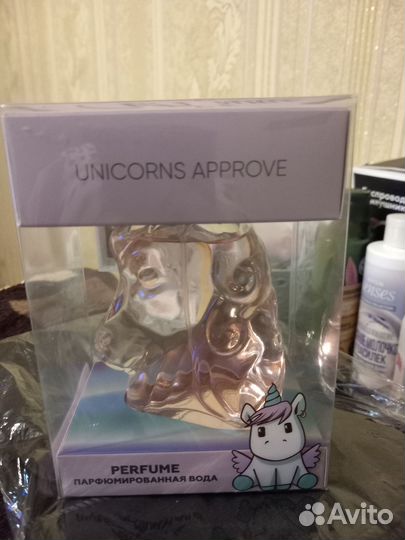 UNICORNS APPROVE
PERFUME
ПАРФЮМИРОВАННАЯ ВОДА
Avito